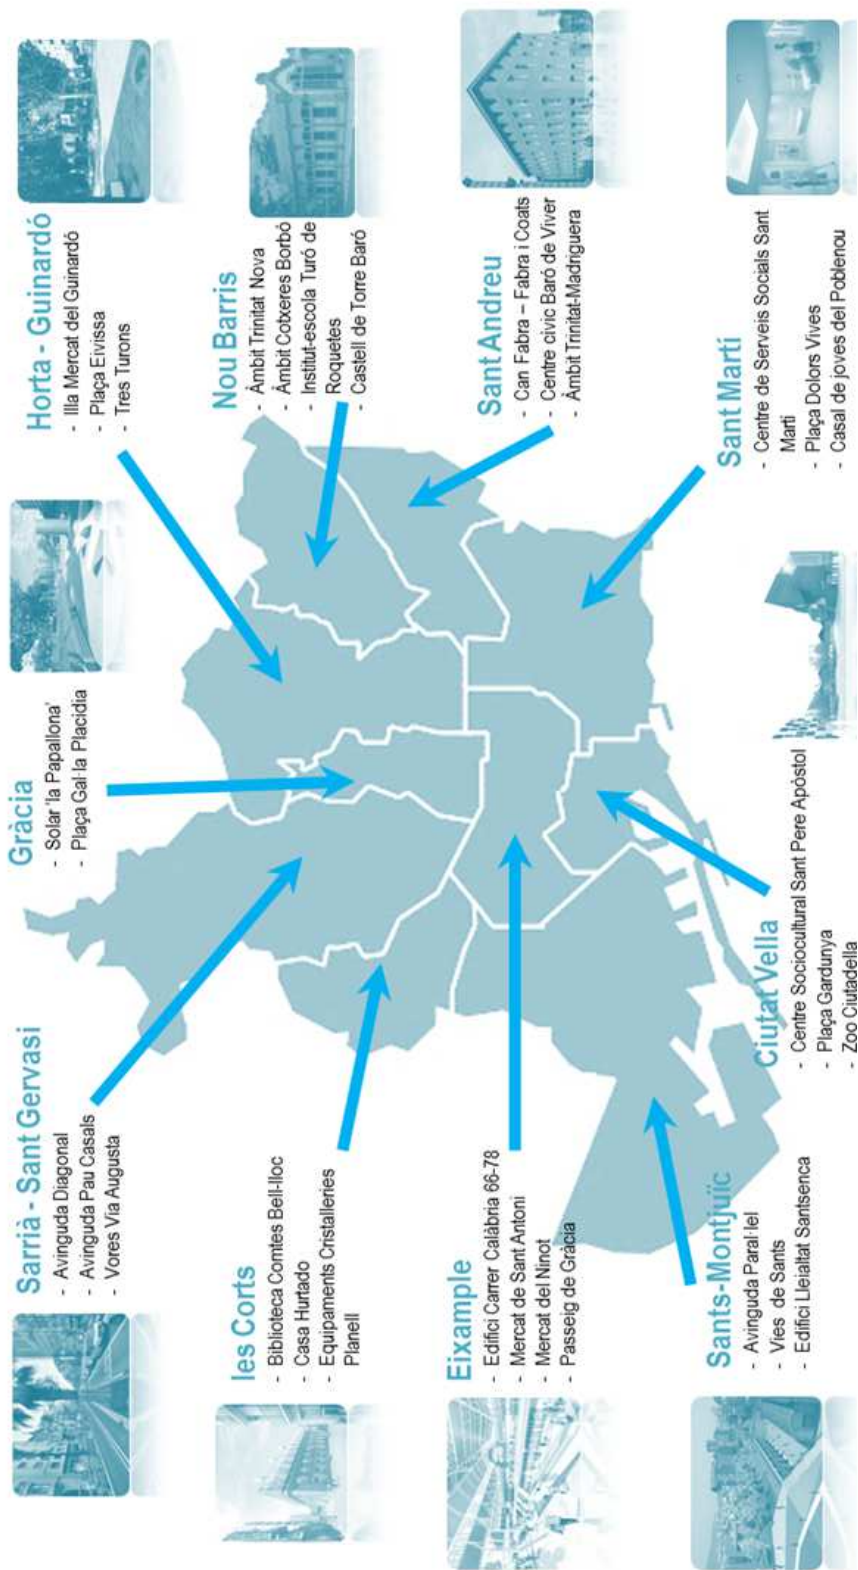 Sarrià - Sant Gervasi
- Avinguda Diagonal
- Avinguda Pau Casals
- Vores Via Augusta
Gràcia
- Solar 'la Papallona'
- Plaça Gal·la Placidia
Horta - Guinardó
- Illa Mercat del Guinardó
- Plaça Eivissa
- Tres Turons
les Corts
- Biblioteca Comtes Bell-lloc
- Casa Hurtado
- Equipaments Cristalleries
Planell
Nou Barris
- Àmbit Trinitat Nova
- Àmbit Cotxeres Borbó
- Institut-escola Turó de
Roquetes
- Castell de Torre Baró
Eixample
- Edifici Carrer Calàbria 66-78
- Mercat de Sant Antoni
- Mercat del Ninot
- Passeig de Gràcia
Sant Andreu
- Can Fabra – Fabra i Coats
- Centre cívic Baró de Viver
- Àmbit Trinitat-Madriguera
Sants-Montjuïc
- Avinguda Paral·lel
- Vies de Sants
- Edifici Lleialtat Santsenca
Ciutat Vella
- Centre Sociocultural Sant Pere Apòstol
- Plaça Gardunya
- Zoo Ciutadella
Sant Martí
- Centre de Serveis Socials Sant
Martí
- Plaça Dolors Vives
- Casal de joves del Poblenou